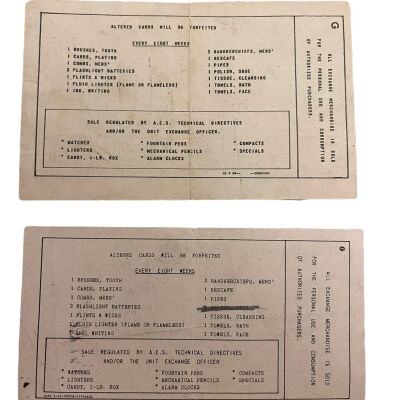 ALTERED CARDS WILL BE FORFEITED
EVERY EIGHT WEEKS
1 BRUSHES, TOOTH
1 CARDS, PLAYING
1 COMBS, MENS'
2 FLASHLIGHT BATTERIES
1 FLINTS & WICKS
1 FLUID LIGHTER (FLAME OR FLAMELESS)
1 INK, WRITING
2 HANDKERCHIEFS, MENS'
1 NESCAFE
1 PIPES
1 POLISH, SHOE
1 TISSUE, CLEANSING
1 TOWELS, BATH
1 TOWELS, FACE
SALE REGULATED BY A.E.S. TECHNICAL DIRECTIVES
AND/OR THE UNIT EXCHANGE OFFICER.
* WATCHES
* LIGHTERS
* CANDY, 1-LB. BOX
* FOUNTAIN PENS
* MECHANICAL PENCILS
* ALARM CLOCKS
* COMPACTS
* SPECIALS
G
ALL EXCHANGE MERCHANDISE IS SOLD
FOR THE PERSONAL USE AND CONSUMPTION
OF AUTHORIZED PURCHASERS.
ALTERED CARDS WILL BE FORFEITED
EVERY EIGHT WEEKS
1 BRUSHES, TOOTH
1 CARDS, PLAYING
1 COMBS, MENS'
2 FLASHLIGHT BATTERIES
1 FLINTS & WICKS
1 FLUID LIGHTER (FLAME OR FLAMELESS)
INK, WRITING
2 HANDKERCHIEFS, MENS'
1 NESCAFE
1 PIPES
1 TISSUE, CLEANSING
1 TOWELS, BATH
1 TOWELS, FACE
SALE REGULATED BY A.E.S. TECHNICAL DIRECTIVES
AND/OR THE UNIT EXCHANGE OFFICER
WATCHES
LIGHTERS
CANDY, 1-LB. BOX
* FOUNTAIN PENS
* MECHANICAL PENCILS
* ALARM CLOCKS
* COMPACTS
* SPECIALS
G
ALL EXCHANGE MERCHANDISE IS SOLD
FOR THE PERSONAL USE AND CONSUMPTION
OF AUTHORIZED PURCHASERS.